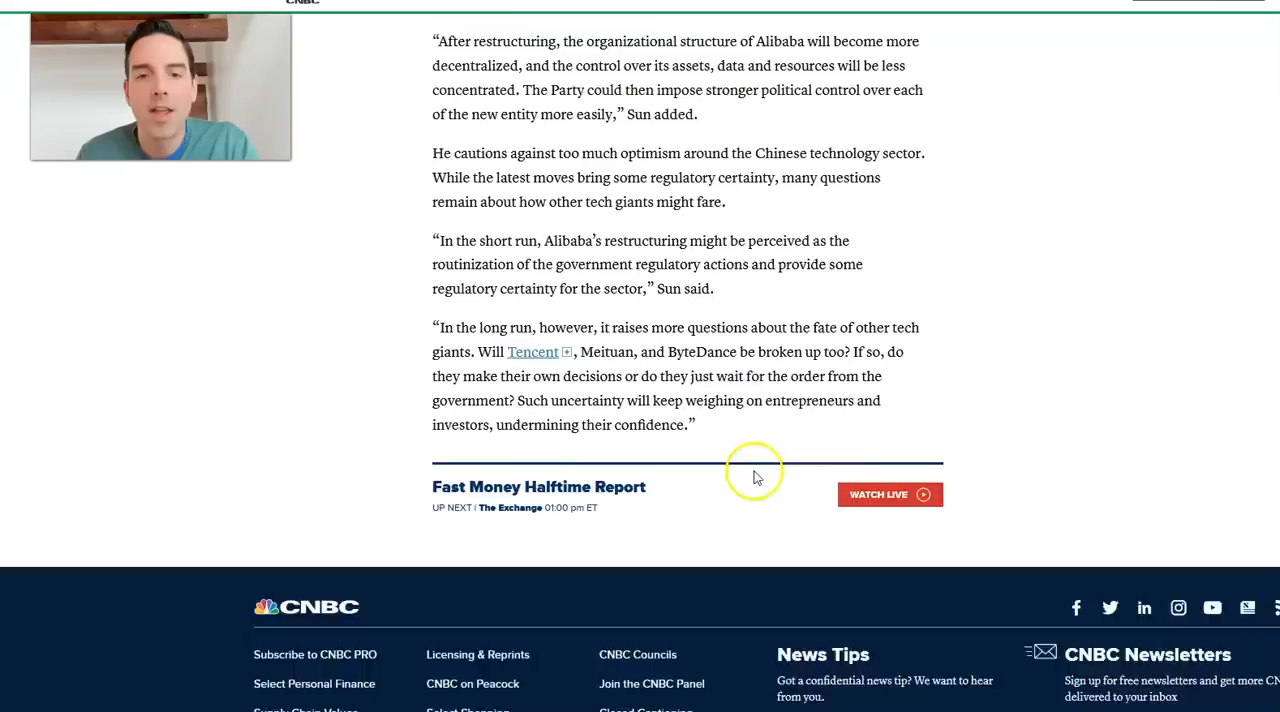 CNBC
“After restructuring, the organizational structure of Alibaba will become more
decentralized, and the control over its assets, data and resources will be less
concentrated. The Party could then impose stronger political control over each
of the new entity more easily,” Sun added.
He cautions against too much optimism around the Chinese technology sector.
While the latest moves bring some regulatory certainty, many questions
remain about how other tech giants might fare.
“In the short run, Alibaba’s restructuring might be perceived as the
routinization of the government regulatory actions and provide some
regulatory certainty for the sector,” Sun said.
“In the long run, however, it raises more questions about the fate of other tech
giants. Will Tencent, Meituan, and ByteDance be broken up too? If so, do
they make their own decisions or do they just wait for the order from the
government? Such uncertainty will keep weighing on entrepreneurs and
investors, undermining their confidence.”
Fast Money Halftime Report
UP NEXT | The Exchange 01:00 pm ET
WATCH LIVE
CNBC
Subscribe to CNBC PRO
Licensing & Reprints
CNBC Councils
Select Personal Finance
CNBC on Peacock
Join the CNBC Panel
Supply Chain Values
Select Shopping
Closed Captioning
News Tips
Got a confidential news tip? We want to hear
from you.
CNBC Newsletters
Sign up for free newsletters and get more CN
delivered to your inbox